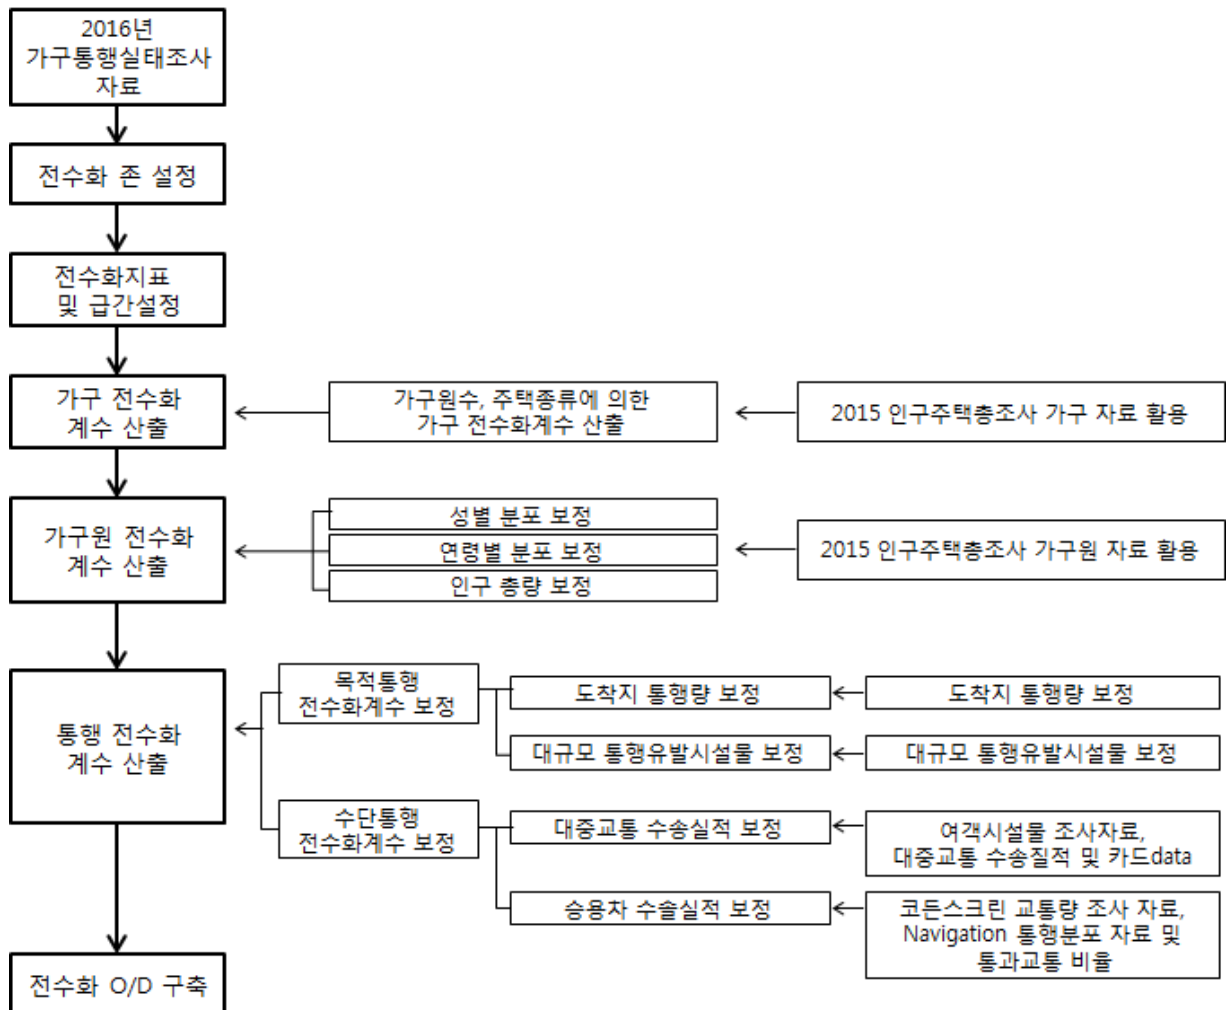 2016년
가구통행실태조사
자료
전수화 존 설정
전수화지표
및 급간설정
가구 전수화
계수 산출
가구원수, 주택종류에 의한
가구 전수화계수 산출
2015 인구주택총조사 가구 자료 활용
가구원 전수화
계수 산출
성별 분포 보정
연령별 분포 보정
인구 총량 보정
2015 인구주택총조사 가구원 자료 활용
통행 전수화
계수 산출
목적통행
전수화계수 보정
도착지 통행량 보정
도착지 통행량 보정
대규모 통행유발시설물 보정
대규모 통행유발시설물 보정
수단통행
전수화계수 보정
대중교통 수송실적 보정
여객시설물 조사자료,
대중교통 수송질적 및 카드data
승용차 수솔실적 보정
코든스크린 교통량 조사 자료,
Navigation 통행분포 자료 및
통과교통 비율
전수화 O/D 구축